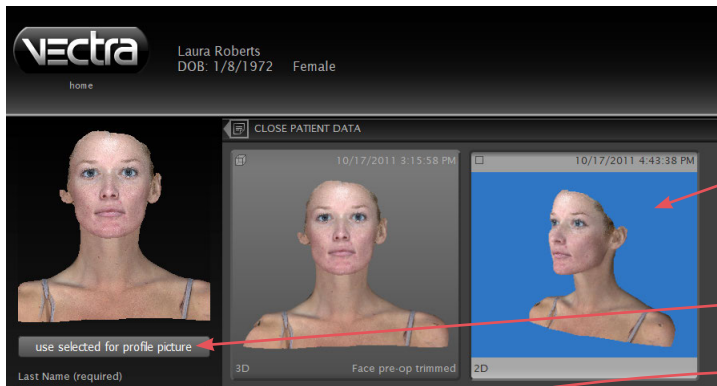 vectra
home
Laura Roberts
DOB: 1/8/1972 Female
CLOSE PATIENT DATA
10/17/2011 3:15:58 PM
10/17/2011 4:43:38 PM
use selected for profile picture
3D Face pre-op trimmed
2D
Last Name (required)